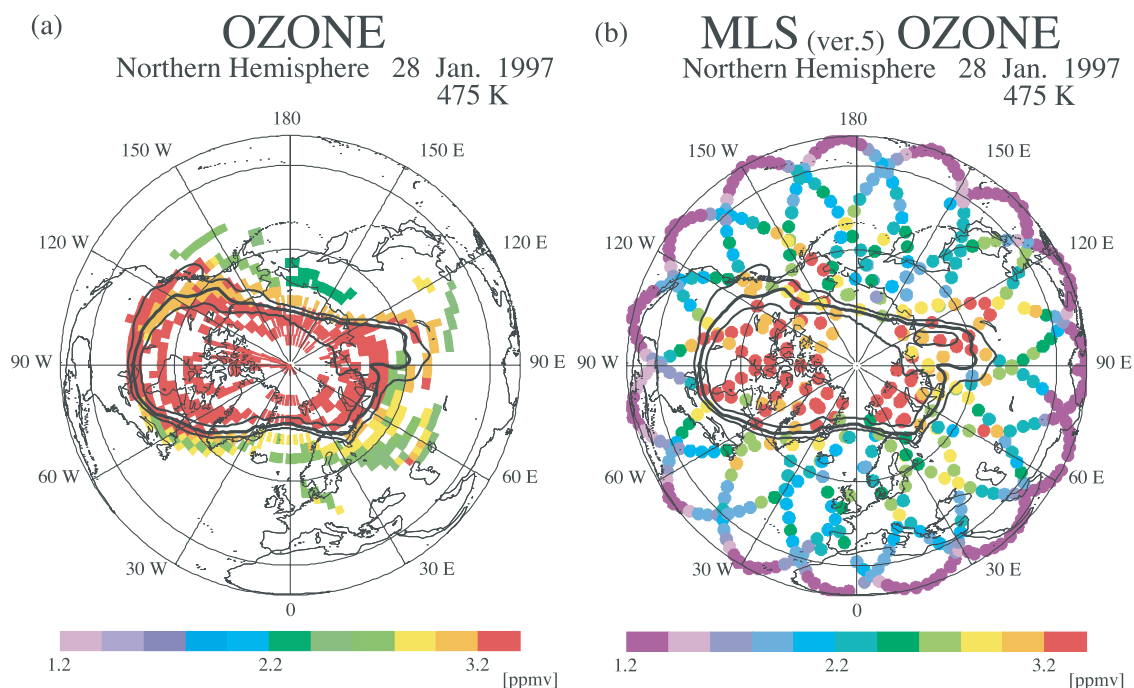 (a)
OZONE
Northern Hemisphere 28 Jan. 1997
475 K
180
150 W
150 E
120 W
120 E
90 W
90 E
60 W
60 E
30 W
30 E
0
1.2
2.2
3.2
[ppmv]
(b)
MLS (ver.5) OZONE
Northern Hemisphere 28 Jan. 1997
475 K
180
150 W
150 E
120 W
120 E
90 W
90 E
60 W
60 E
30 W
30 E
0
1.2
2.2
3.2
[ppmv]